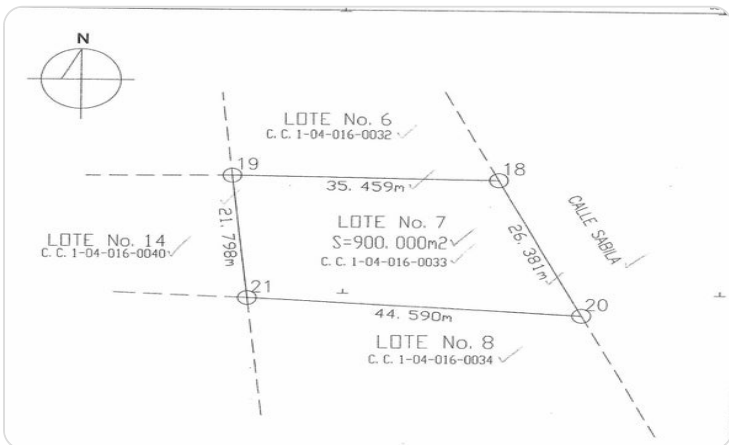 N
LOTE No. 6
C. C. 1-04-016-0032
19
18
35. 459m
CALLE SABILA
21. 798m
LOTE No. 7
S=900. 000m2
C. C. 1-04-016-0033
26. 381m
LOTE No. 14
C. C. 1-04-016-0040
21
20
44. 590m
LOTE No. 8
C. C. 1-04-016-0034